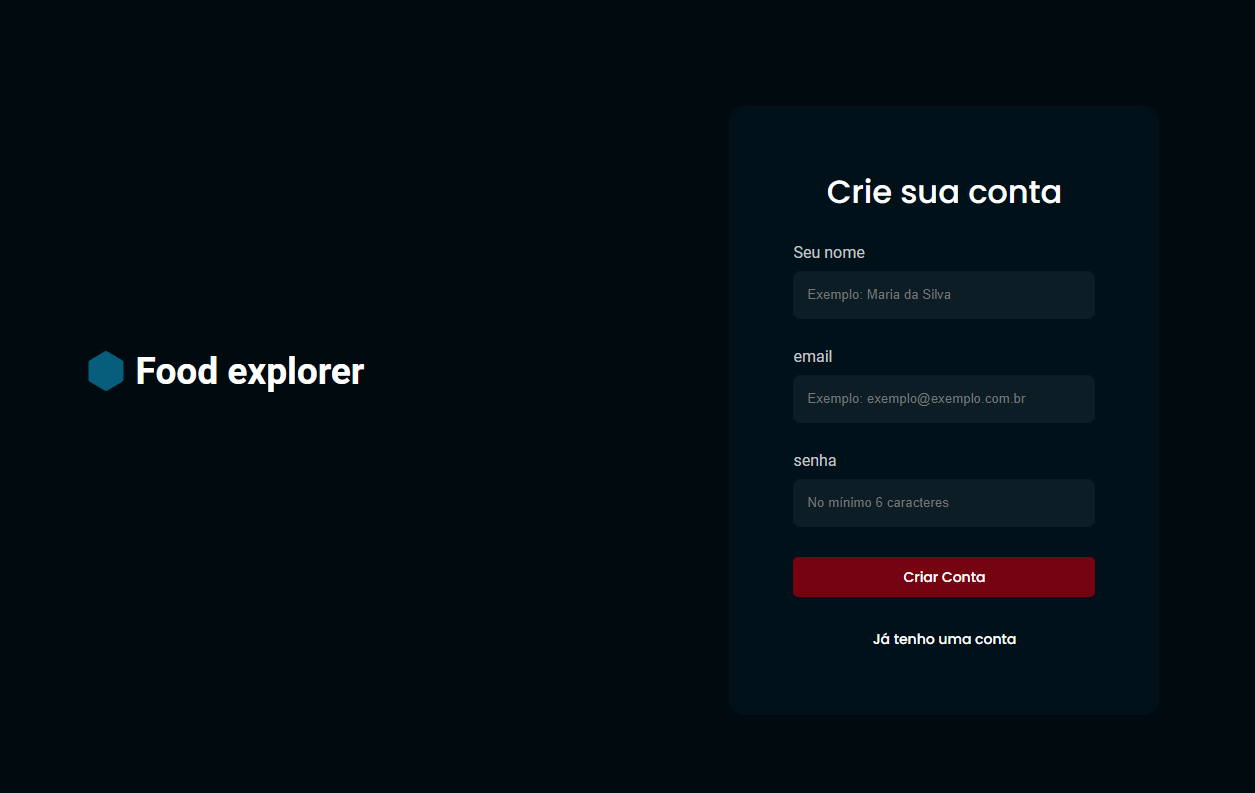 Food explorer
Crie sua conta
Seu nome
Exemplo: Maria da Silva
email
Exemplo: exemplo@exemplo.com.br
senha
No mínimo 6 caracteres
Criar Conta
Já tenho uma conta